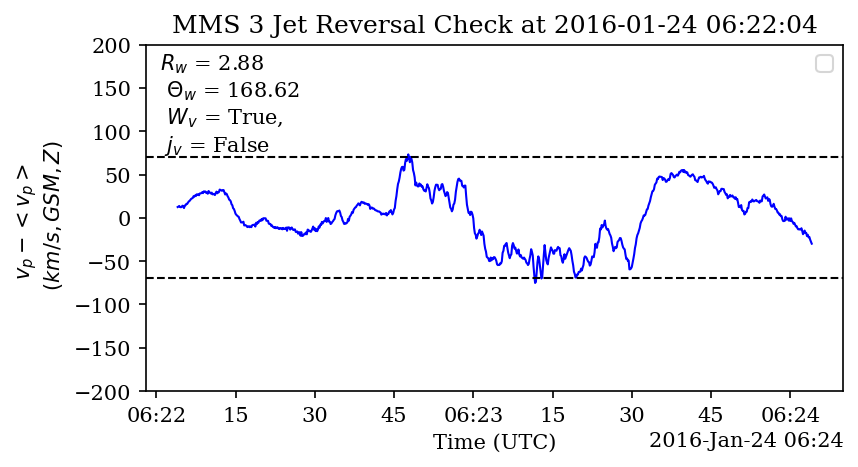 MMS 3 Jet Reversal Check at 2016-01-24 06:22:04
200
150
100
50
0
−50
−100
−150
−200
v_p − < v_p >
(km/s, GSM, Z)
R_w = 2.88
Θ_w = 168.62
W_v = True,
j_v = False
06:22 15 30 45 06:23 15 30 45 06:24
Time (UTC)
2016-Jan-24 06:24